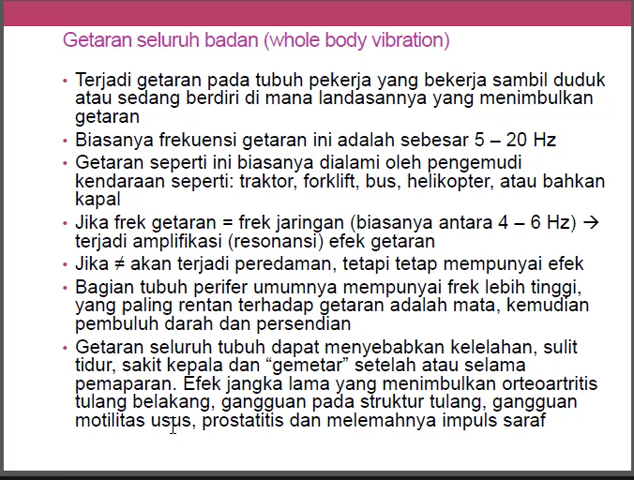 Getaran seluruh badan (whole body vibration)
• Terjadi getaran pada tubuh pekerja yang bekerja sambil duduk
atau sedang berdiri di mana landasannya yang menimbulkan
getaran
• Biasanya frekuensi getaran ini adalah sebesar 5 – 20 Hz
• Getaran seperti ini biasanya dialami oleh pengemudi
kendaraan seperti: traktor, forklift, bus, helikopter, atau bahkan
kapal
• Jika frek getaran = frek jaringan (biasanya antara 4 – 6 Hz) →
terjadi amplifikasi (resonansi) efek getaran
• Jika ≠ akan terjadi peredaman, tetapi tetap mempunyai efek
• Bagian tubuh perifer umumnya mempunyai frek lebih tinggi,
yang paling rentan terhadap getaran adalah mata, kemudian
pembuluh darah dan persendian
• Getaran seluruh tubuh dapat menyebabkan kelelahan, sulit
tidur, sakit kepala dan “gemetar” setelah atau selama
pemaparan. Efek jangka lama yang menimbulkan orteoartritis
tulang belakang, gangguan pada struktur tulang, gangguan
motilitas usus, prostatitis dan melemahnya impuls saraf